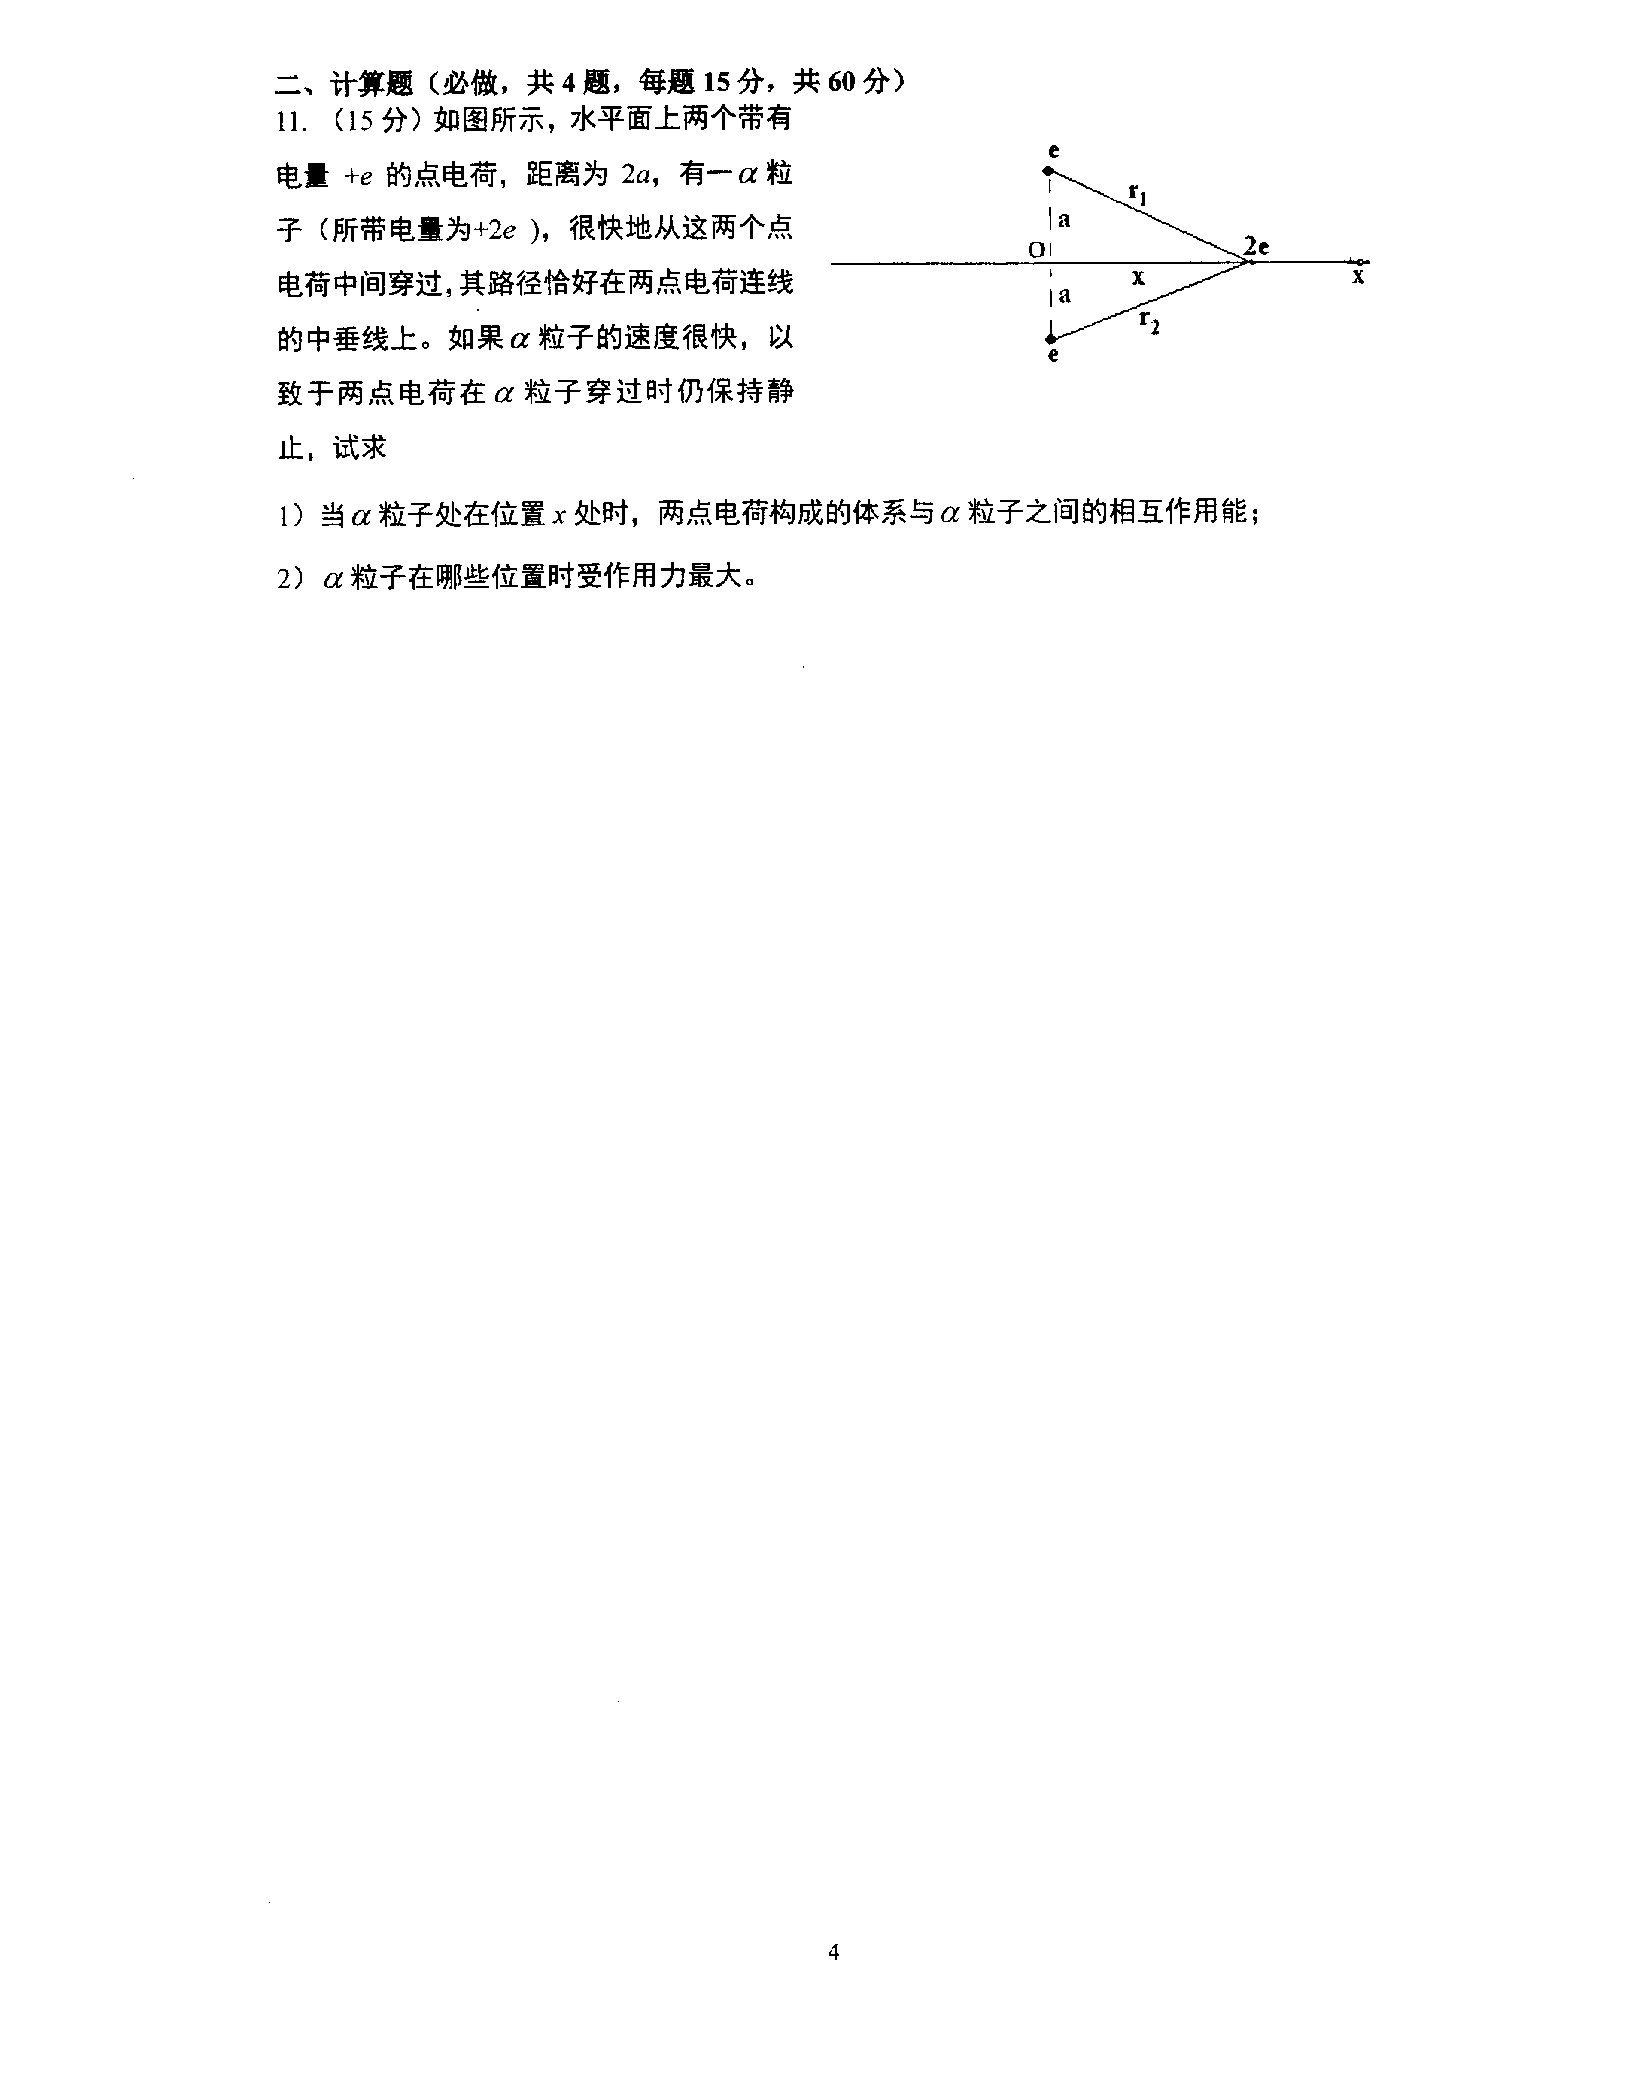 二、计算题（必做，共 4 题，每题 15 分，共 60 分）
11. （15 分）如图所示，水平面上两个带有
电量 +e 的点电荷，距离为 2a，有一 α 粒
子（所带电量为+2e ），很快地从这两个点
电荷中间穿过，其路径恰好在两点电荷连线
的中垂线上。如果 α 粒子的速度很快，以
致于两点电荷在 α 粒子穿过时仍保持静
止，试求
e
r1
a
O
2e
x
x
a
r2
e
1）当 α 粒子处在位置 x 处时，两点电荷构成的体系与 α 粒子之间的相互作用能；
2） α 粒子在哪些位置时受作用力最大。
4